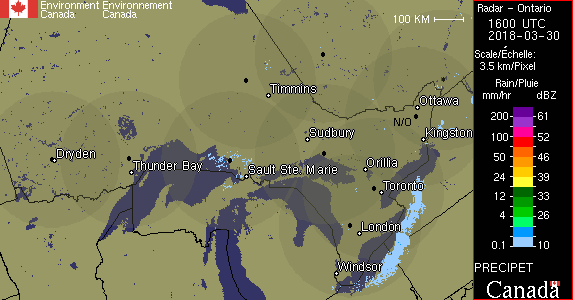 Environment Environnement
Canada Canada
100 KM
Timmins
Ottawa
N/O
Sudbury
Kingston
Dryden
Thunder Bay
Sault Ste. Marie
Orillia
Toronto
London
Windsor
Radar - Ontario
1600 UTC
2018-03-30
Scale/Échelle:
3.5 km/Pixel
Rain/Pluie
mm/hr dBZ
200 61
100 52
50 46
24 39
12 33
4 26
0.1 10
PRECIPET
Canada